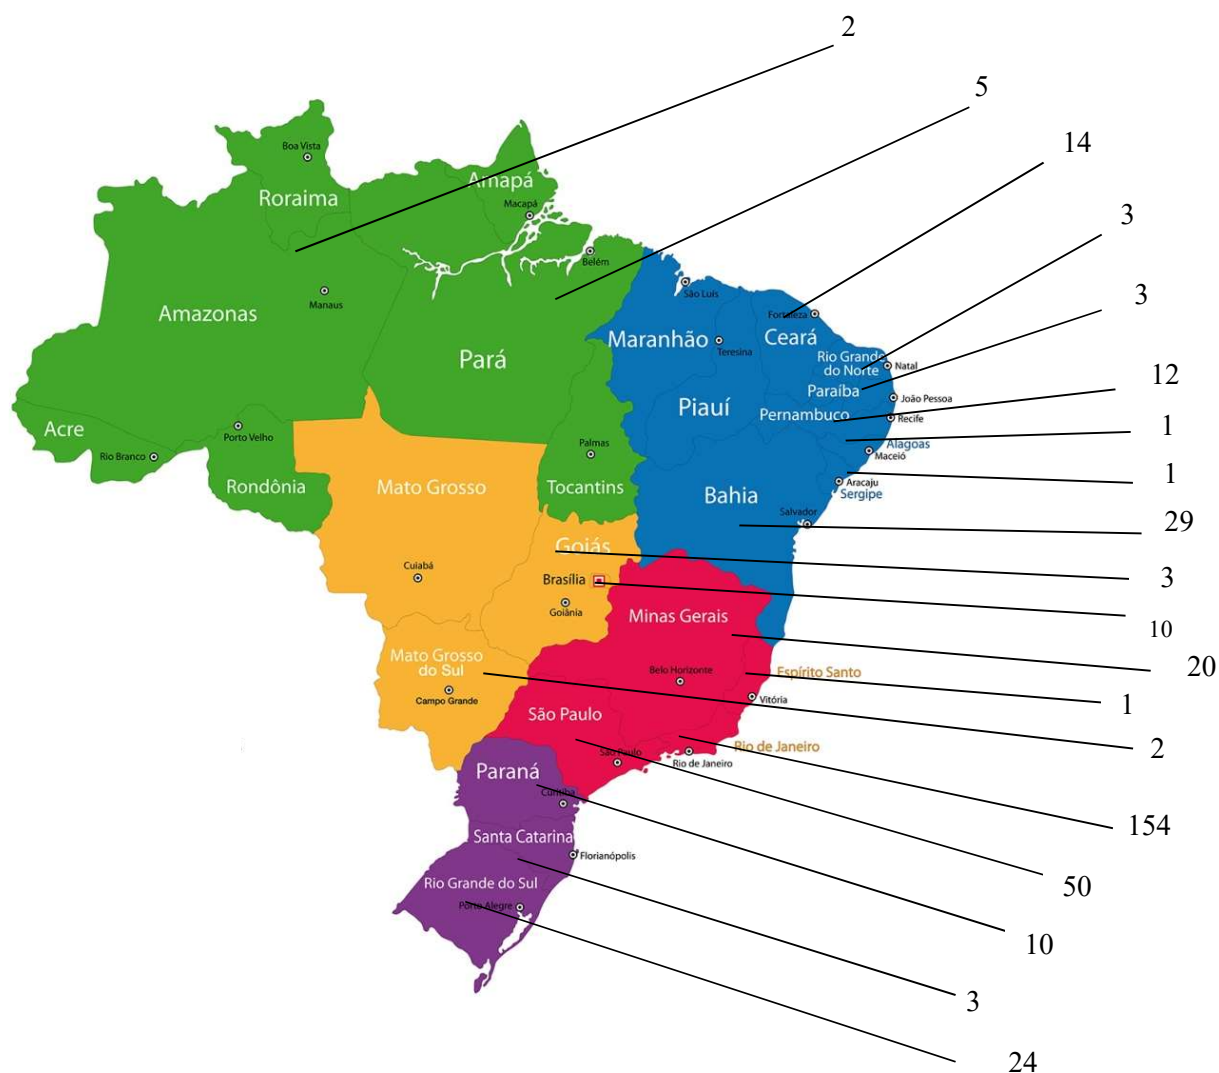 2
5
14
3
3
12
1
1
29
3
10
20
1
2
154
50
10
3
24
Boa Vista
Roraima
Amapá
Macapá
Belém
Amazonas
Manaus
Pará
São Luís
Maranhão
Teresina
Fortaleza
Ceará
Rio Grande
do Norte
Natal
Paraíba
João Pessoa
Piauí
Pernambuco
Recife
Alagoas
Maceió
Aracaju
Sergipe
Acre
Rio Branco
Porto Velho
Rondônia
Mato Grosso
Palmas
Tocantins
Bahia
Salvador
Goiás
Cuiabá
Brasília
Goiânia
Minas Gerais
Mato Grosso
do Sul
Campo Grande
Belo Horizonte
Espírito Santo
Vitória
São Paulo
São Paulo
Rio de Janeiro
Rio de Janeiro
Paraná
Curitiba
Santa Catarina
Florianópolis
Rio Grande do Sul
Porto Alegre